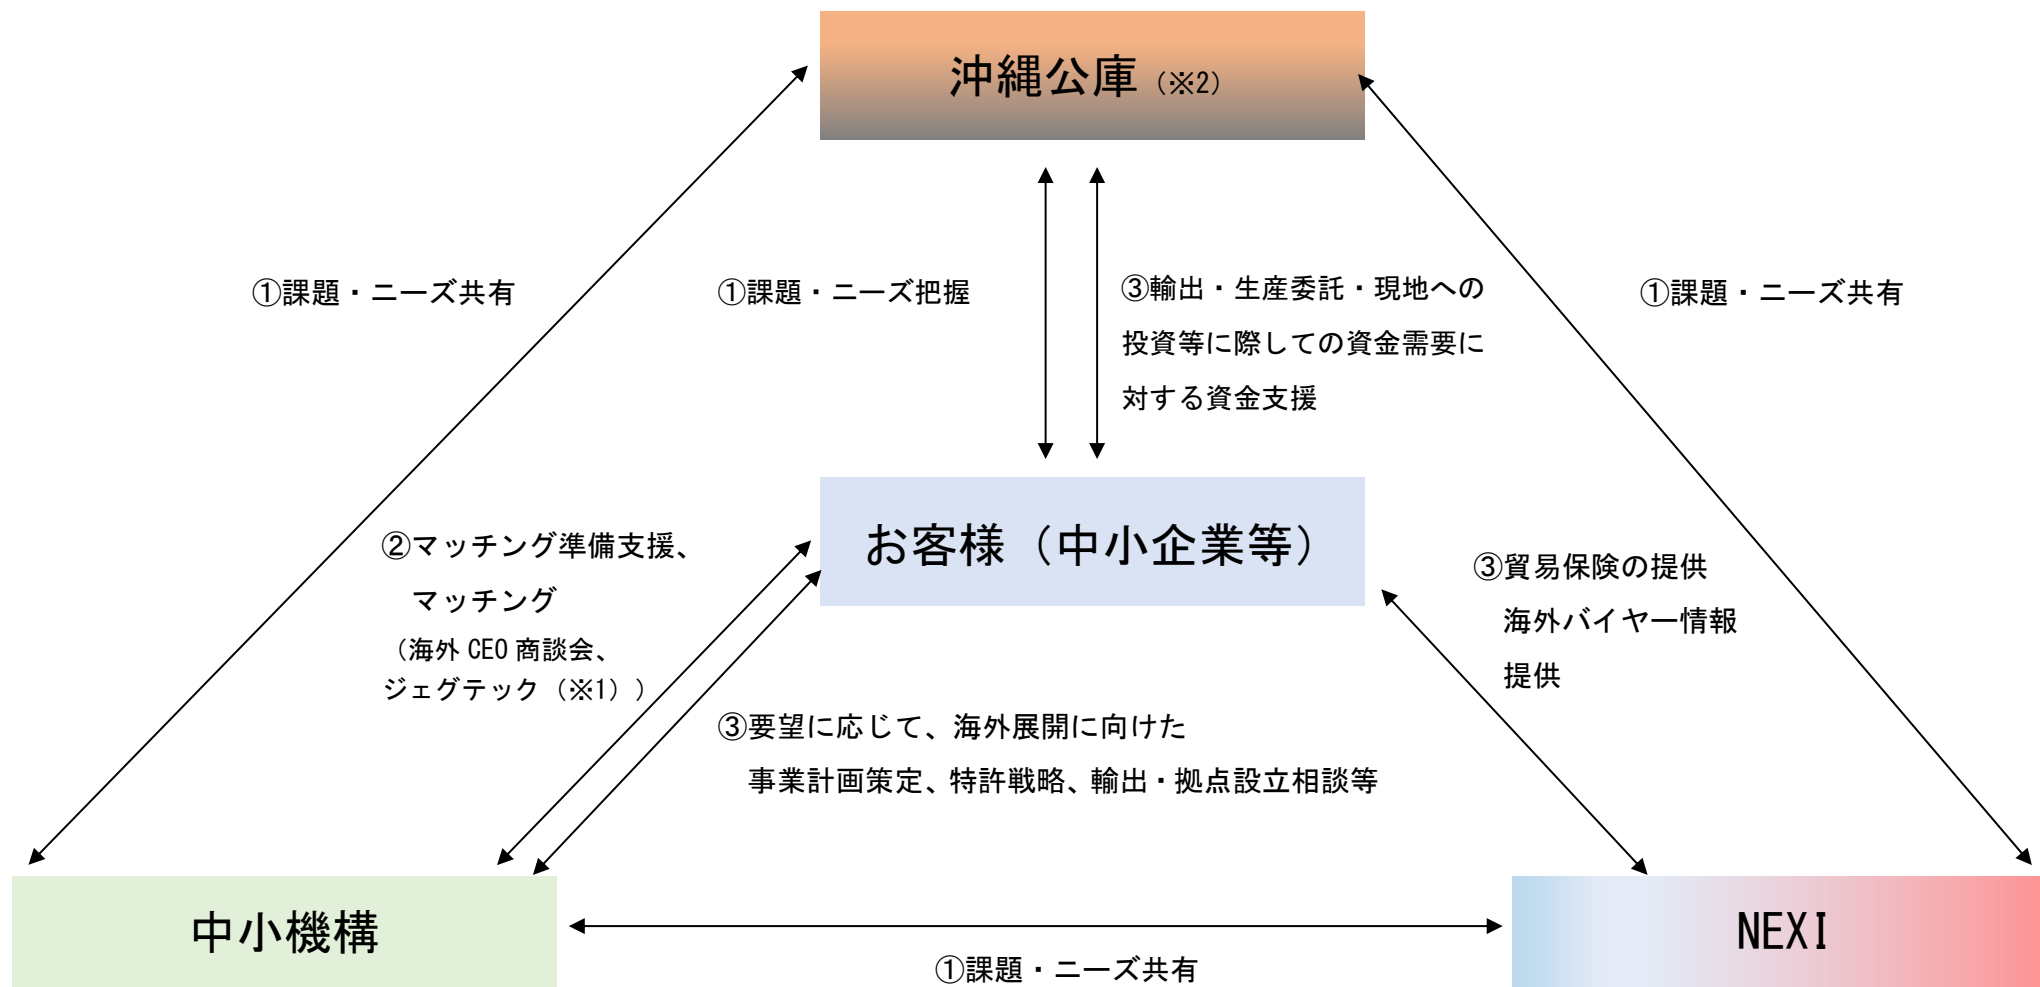 沖縄公庫（※2）
①課題・ニーズ共有
①課題・ニーズ把握
③輸出・生産委託・現地への
投資等に際しての資金需要に
対する資金支援
①課題・ニーズ共有
お客様（中小企業等）
②マッチング準備支援、
マッチング
（海外 CEO 商談会、
ジェグテック（※1））
③貿易保険の提供
海外バイヤー情報
提供
③要望に応じて、海外展開に向けた
事業計画策定、特許戦略、輸出・拠点設立相談等
中小機構
NEXI
①課題・ニーズ共有